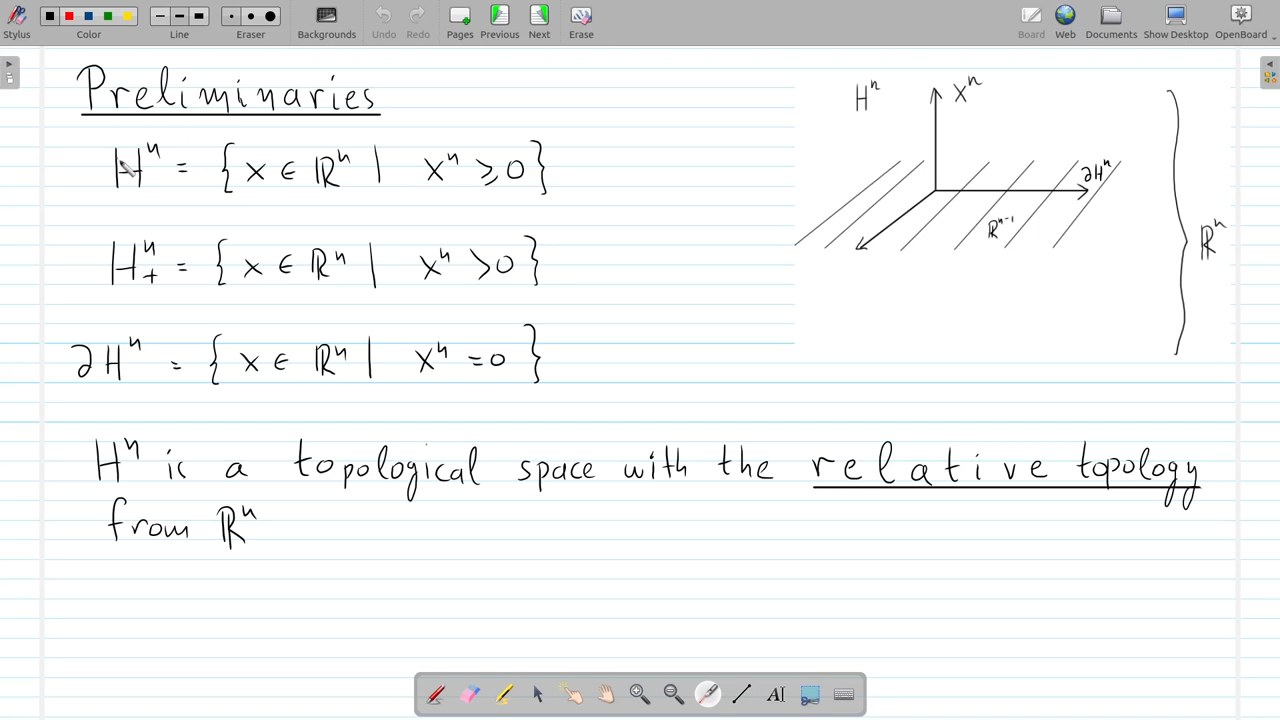 Stylus Color Line Eraser Backgrounds Undo Redo Pages Previous Next Erase Board Web Documents Show Desktop OpenBoard
Preliminaries
Hⁿ = { x ∈ ℝⁿ | xⁿ ⩾ 0 }
H₊ⁿ = { x ∈ ℝⁿ | xⁿ > 0 }
∂Hⁿ = { x ∈ ℝⁿ | xⁿ = 0 }
Hⁿ
xⁿ
∂Hⁿ
ℝⁿ⁻¹
ℝⁿ
Hⁿ is a topological space with the relative topology
from ℝⁿ
AI